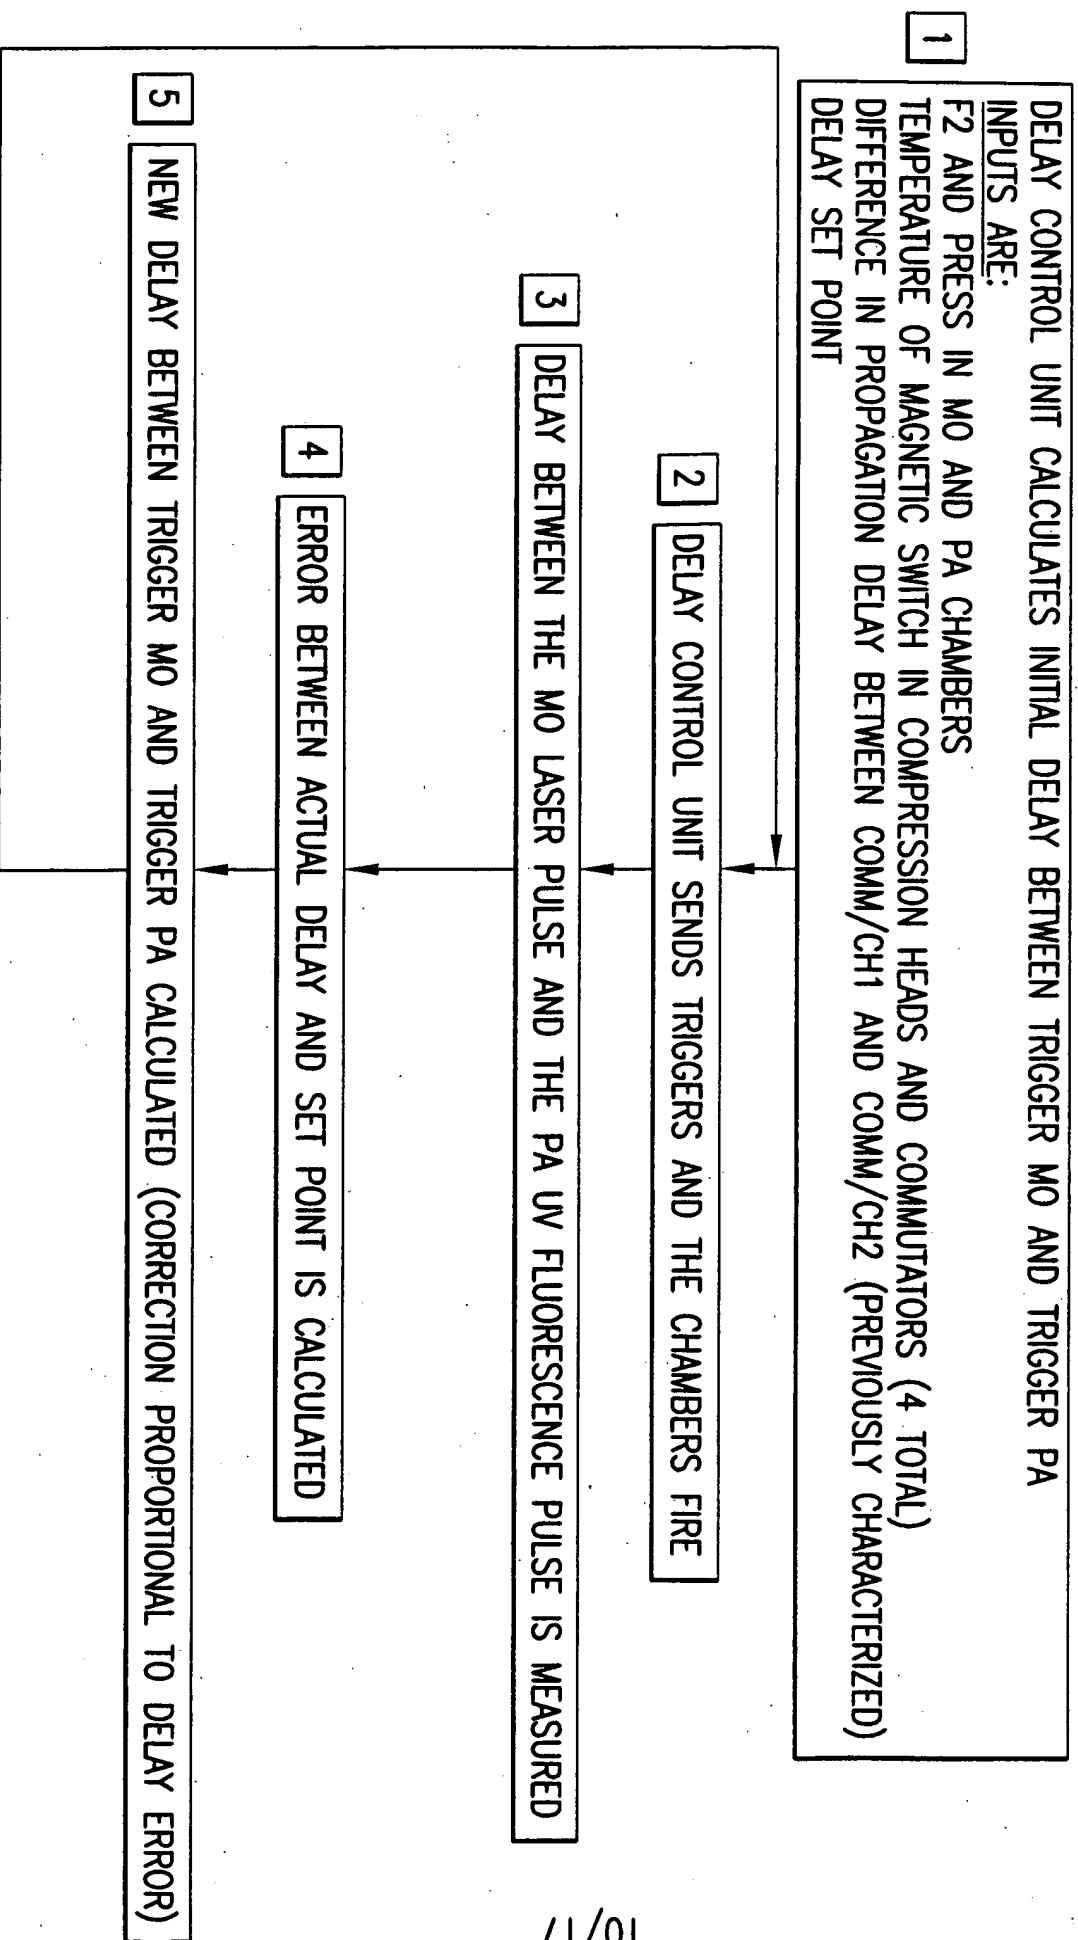 1
DELAY CONTROL UNIT CALCULATES INITIAL DELAY BETWEEN TRIGGER MO AND TRIGGER PA
INPUTS ARE:
F2 AND PRESS IN MO AND PA CHAMBERS
TEMPERATURE OF MAGNETIC SWITCH IN COMPRESSION HEADS AND COMMUTATORS (4 TOTAL)
DIFFERENCE IN PROPAGATION DELAY BETWEEN COMM/CH1 AND COMM/CH2 (PREVIOUSLY CHARACTERIZED)
DELAY SET POINT
2 DELAY CONTROL UNIT SENDS TRIGGERS AND THE CHAMBERS FIRE
3 DELAY BETWEEN THE MO LASER PULSE AND THE PA UV FLUORESCENCE PULSE IS MEASURED
4 ERROR BETWEEN ACTUAL DELAY AND SET POINT IS CALCULATED
5 NEW DELAY BETWEEN TRIGGER MO AND TRIGGER PA CALCULATED (CORRECTION PROPORTIONAL TO DELAY ERROR)
10/17